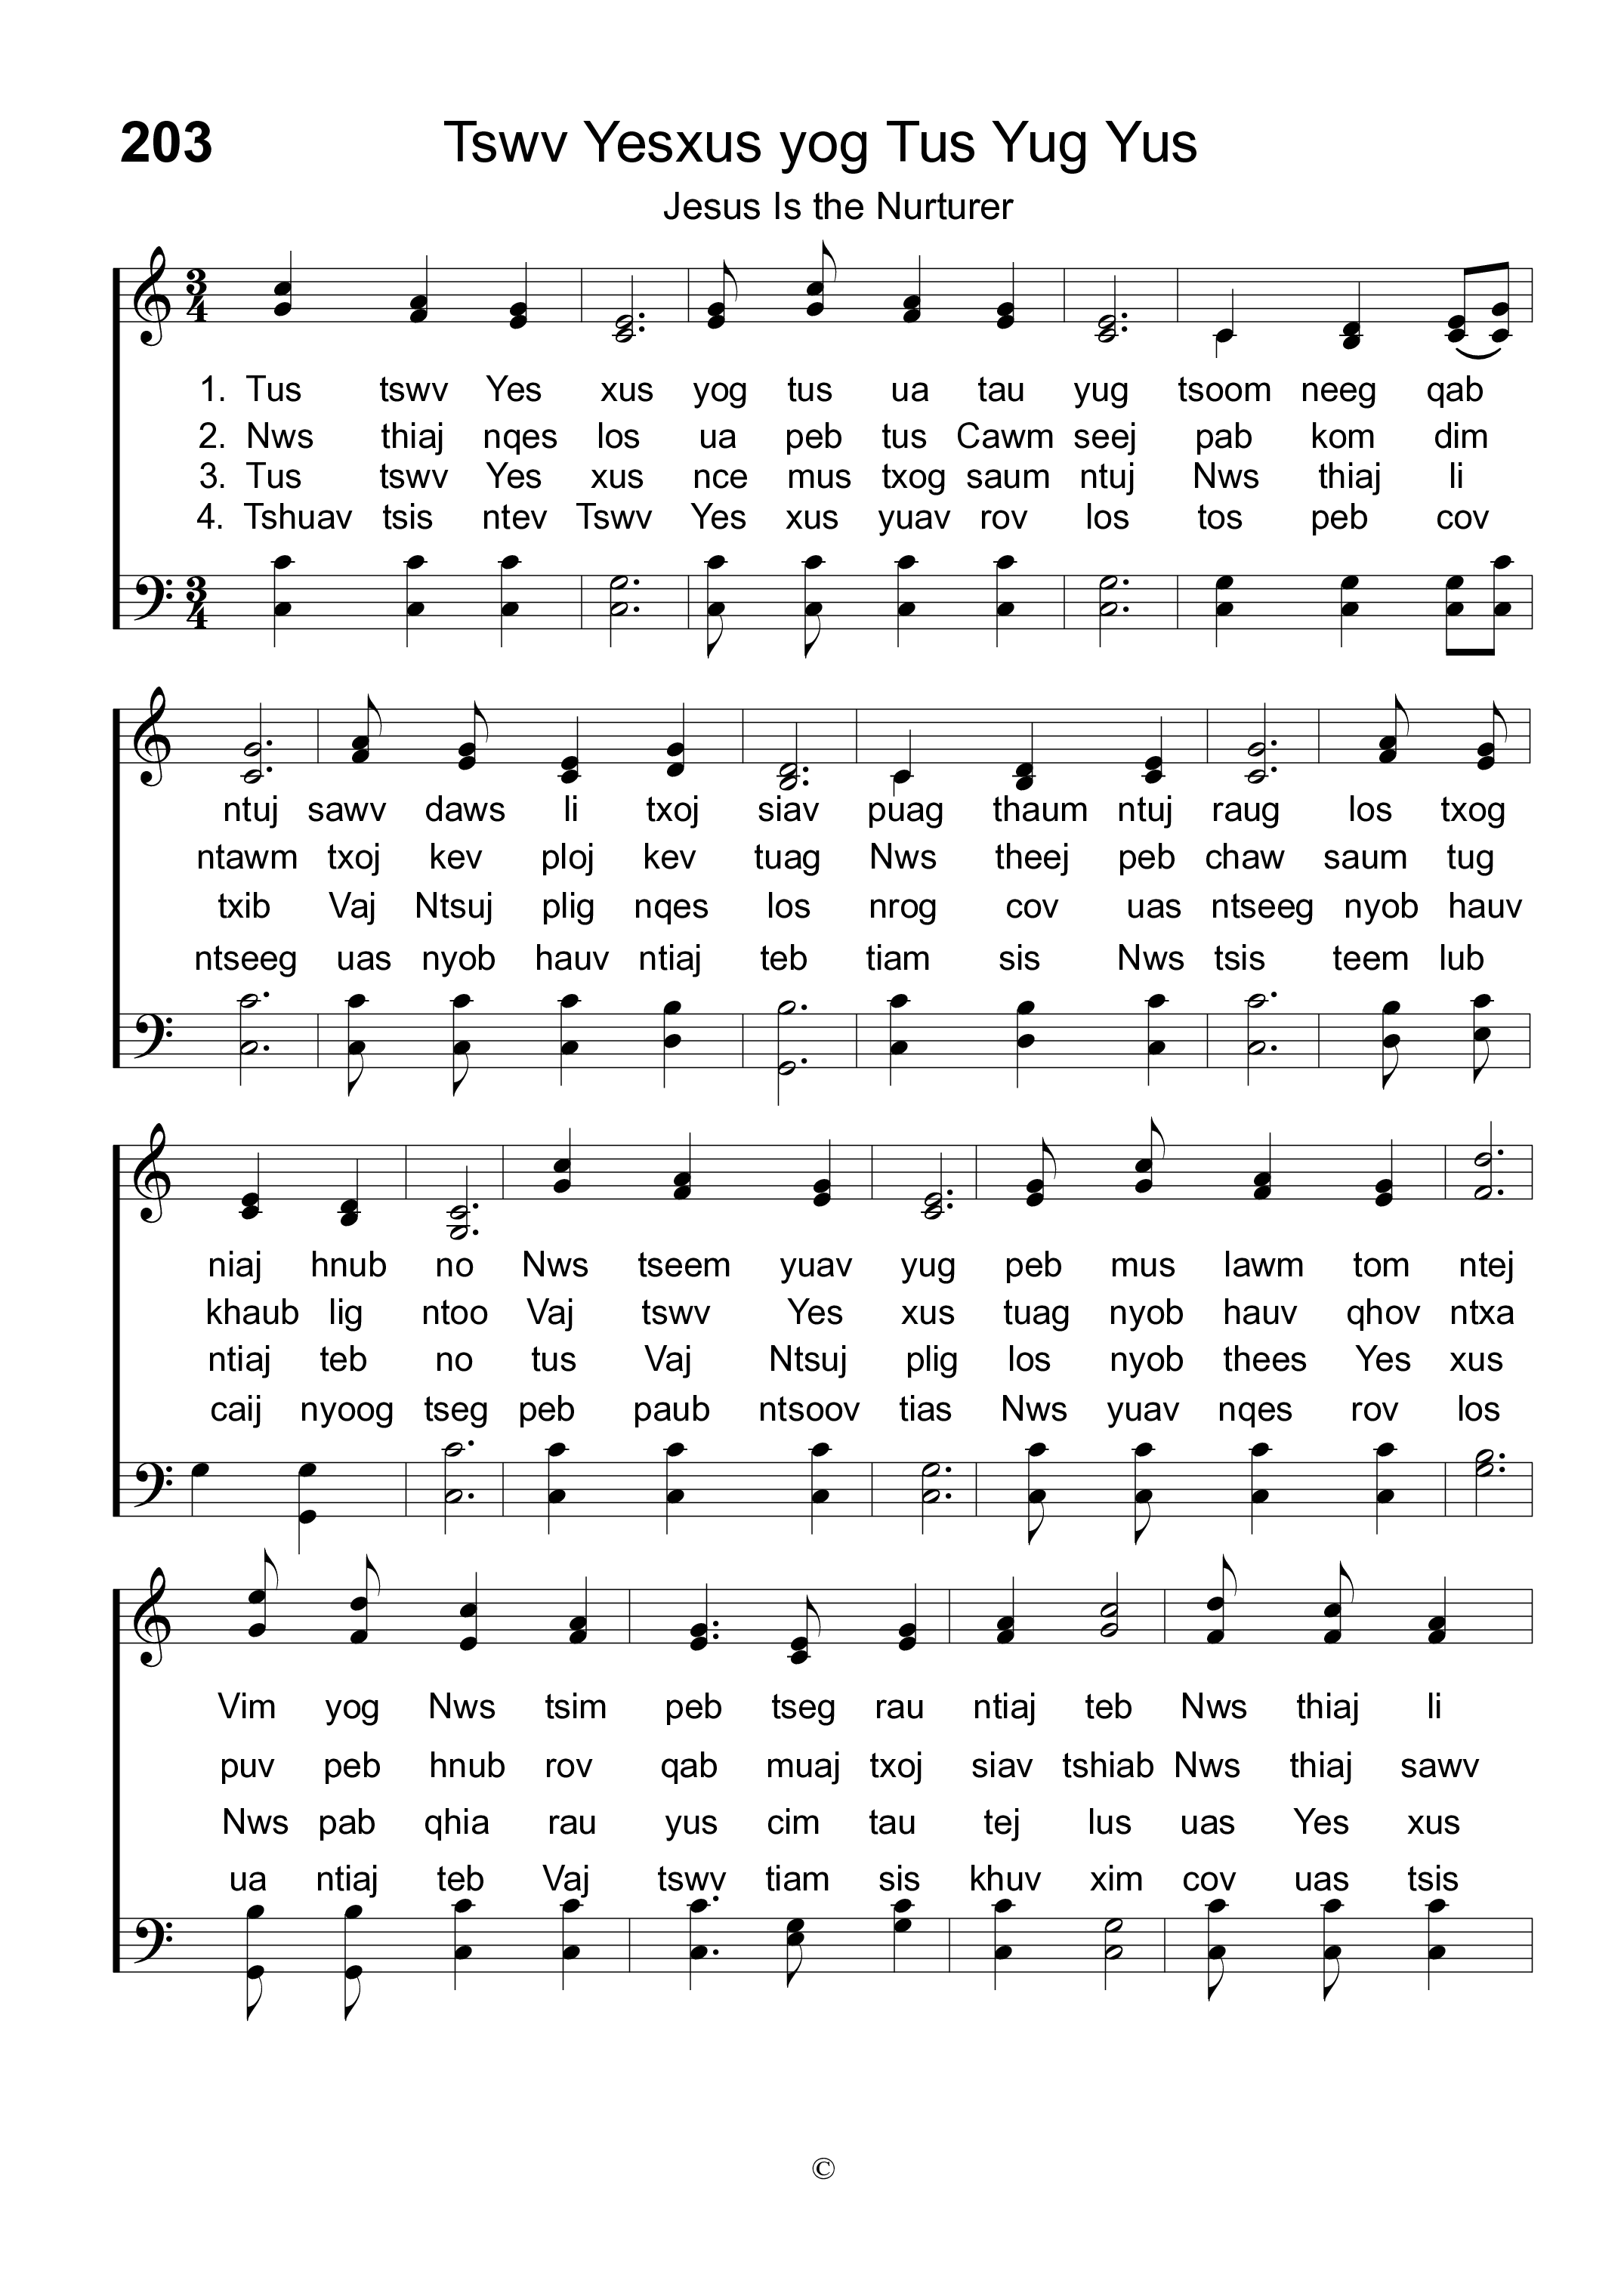 203 Tswv Yesxus yog Tus Yug Yus
Jesus Is the Nurturer
1. Tus tswv Yes xus yog tus ua tau yug tsoom neeg qab
2. Nws thiaj nqes los ua peb tus Cawm seej pab kom dim
3. Tus tswv Yes xus nce mus txog saum ntuj Nws thiaj li
4. Tshuav tsis ntev Tswv Yes xus yuav rov los tos peb cov
ntuj sawv daws li txoj siav puag thaum ntuj raug los txog
ntawm txoj kev ploj kev tuag Nws theej peb chaw saum tug
txib Vaj Ntsuj plig nqes los nrog cov uas ntseeg nyob hauv
ntseeg uas nyob hauv ntiaj teb tiam sis Nws tsis teem lub
niaj hnub no Nws tseem yuav yug peb mus lawm tom ntej
khaub lig ntoo Vaj tswv Yes xus tuag nyob hauv qhov ntxa
ntiaj teb no tus Vaj Ntsuj plig los nyob thees Yes xus
caij nyoog tseg peb paub ntsoov tias Nws yuav nqes rov los
Vim yog Nws tsim peb tseg rau ntiaj teb Nws thiaj li
puv peb hnub rov qab muaj txoj siav tshiab Nws thiaj sawv
Nws pab qhia rau yus cim tau tej lus uas Yes xus
ua ntiaj teb Vaj tswv tiam sis khuv xim cov uas tsis
©